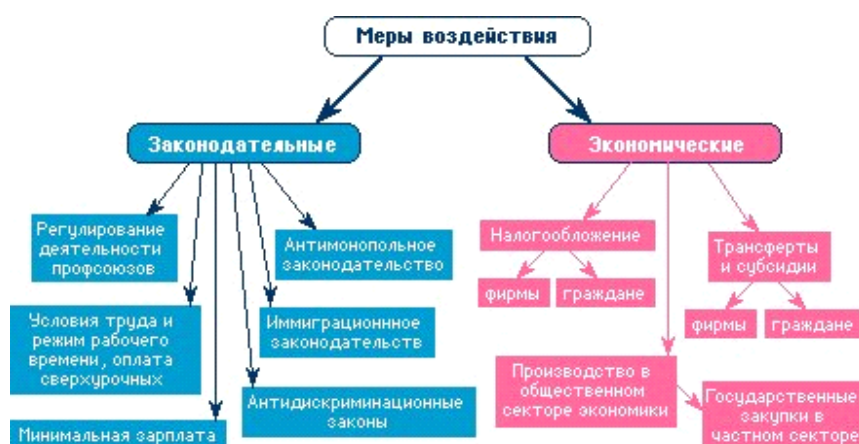 Меры воздействия
Законодательные
Экономические
Регулирование
деятельности
профсоюзов
Антимонопольное
законодательство
Условия труда и
режим рабочего
времени, оплата
сверхурочных
Иммиграционнное
законодательств
Минимальная зарплата
Антидискриминационные
законы
Налогообложение
фирмы
граждане
Трансферты
и субсидии
фирмы
граждане
Производство в
общественном
секторе экономики
Государственные
закупки в
частном секторе